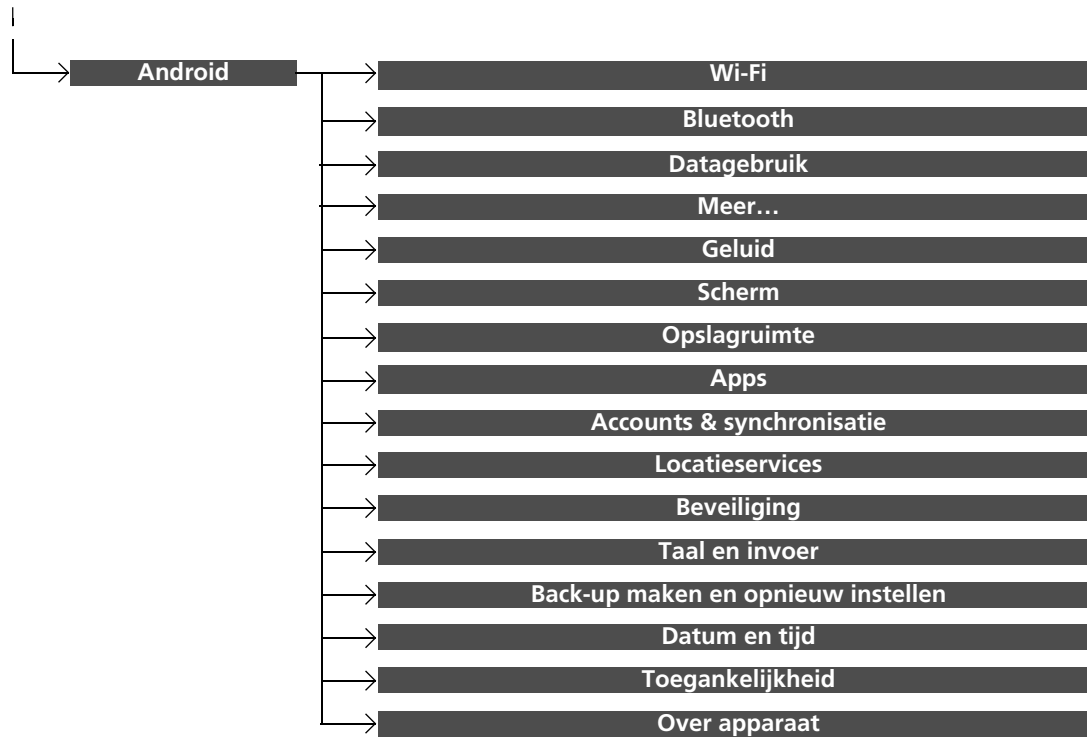 Android
Wi-Fi
Bluetooth
Datagebruik
Meer…
Geluid
Scherm
Opslagruimte
Apps
Accounts & synchronisatie
Locatieservices
Beveiliging
Taal en invoer
Back-up maken en opnieuw instellen
Datum en tijd
Toegankelijkheid
Over apparaat